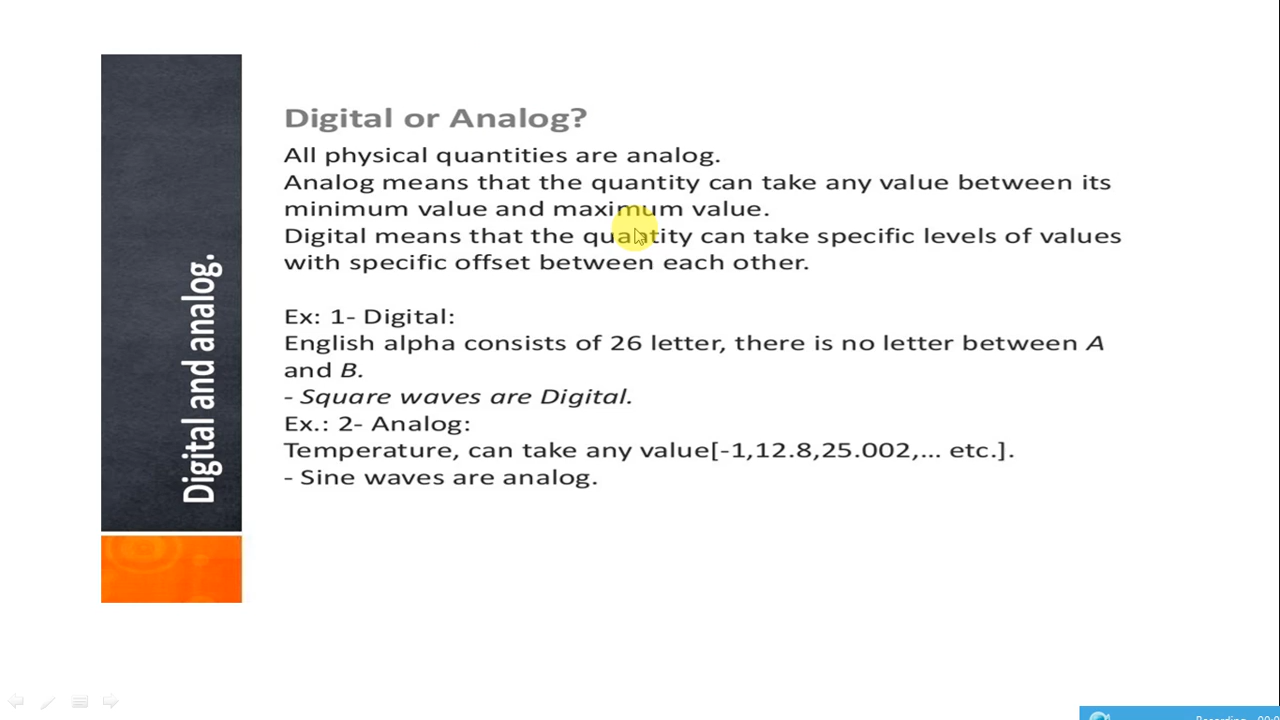 Digital and analog.
Digital or Analog?
All physical quantities are analog.
Analog means that the quantity can take any value between its
minimum value and maximum value.
Digital means that the quantity can take specific levels of values
with specific offset between each other.
Ex: 1- Digital:
English alpha consists of 26 letter, there is no letter between A
and B.
- Square waves are Digital.
Ex.: 2- Analog:
Temperature, can take any value[-1,12.8,25.002,... etc.].
- Sine waves are analog.